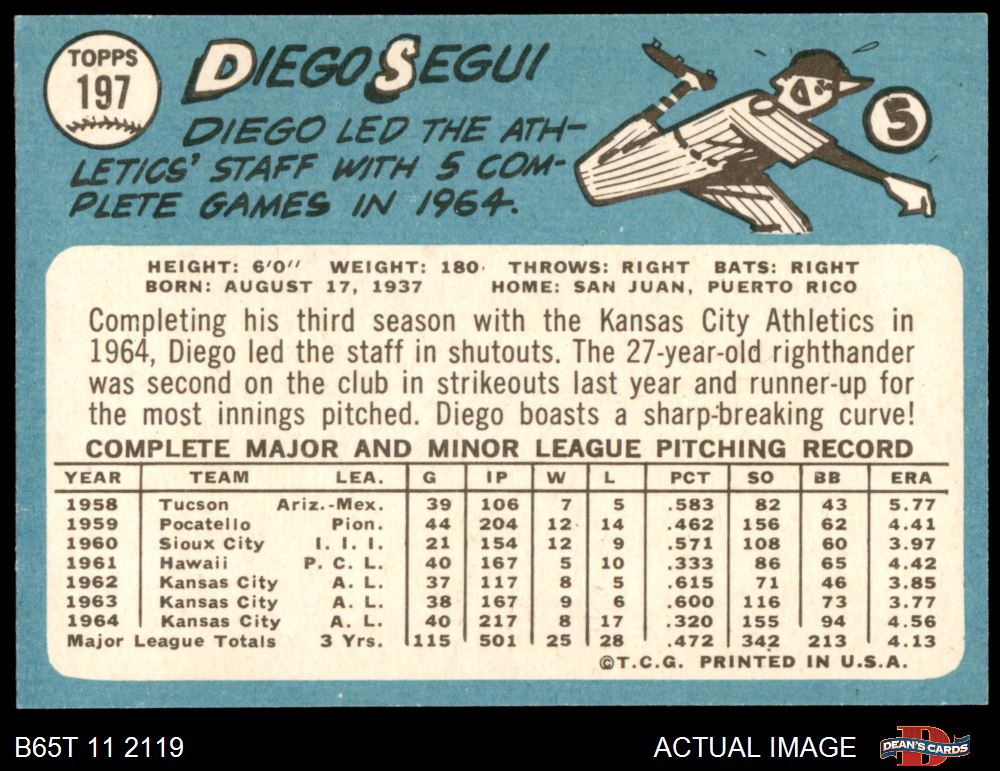 TOPPS
197
DIEGO SEGUI
DIEGO LED THE ATH-
LETICS' STAFF WITH 5 COM-
PLETE GAMES IN 1964.
5
HEIGHT: 6'0" WEIGHT: 180 THROWS: RIGHT BATS: RIGHT
BORN: AUGUST 17, 1937 HOME: SAN JUAN, PUERTO RICO
Completing his third season with the Kansas City Athletics in
1964, Diego led the staff in shutouts. The 27-year-old righthander
was second on the club in strikeouts last year and runner-up for
the most innings pitched. Diego boasts a sharp-breaking curve!
COMPLETE MAJOR AND MINOR LEAGUE PITCHING RECORD
YEAR TEAM LEA. G IP W L PCT SO BB ERA
1958 Tucson Ariz.-Mex. 39 106 7 5 .583 82 43 5.77
1959 Pocatello Pion. 44 204 12 14 .462 156 62 4.41
1960 Sioux City I. I. I. 21 154 12 9 .571 108 60 3.97
1961 Hawaii P. C. L. 40 167 5 10 .333 86 65 4.42
1962 Kansas City A. L. 37 117 8 5 .615 71 46 3.85
1963 Kansas City A. L. 38 167 9 6 .600 116 73 3.77
1964 Kansas City A. L. 40 217 8 17 .320 155 94 4.56
Major League Totals 3 Yrs. 115 501 25 28 .472 342 213 4.13
©T.C.G. PRINTED IN U.S.A.
B65T 11 2119
ACTUAL IMAGE
DEAN'S CARDS